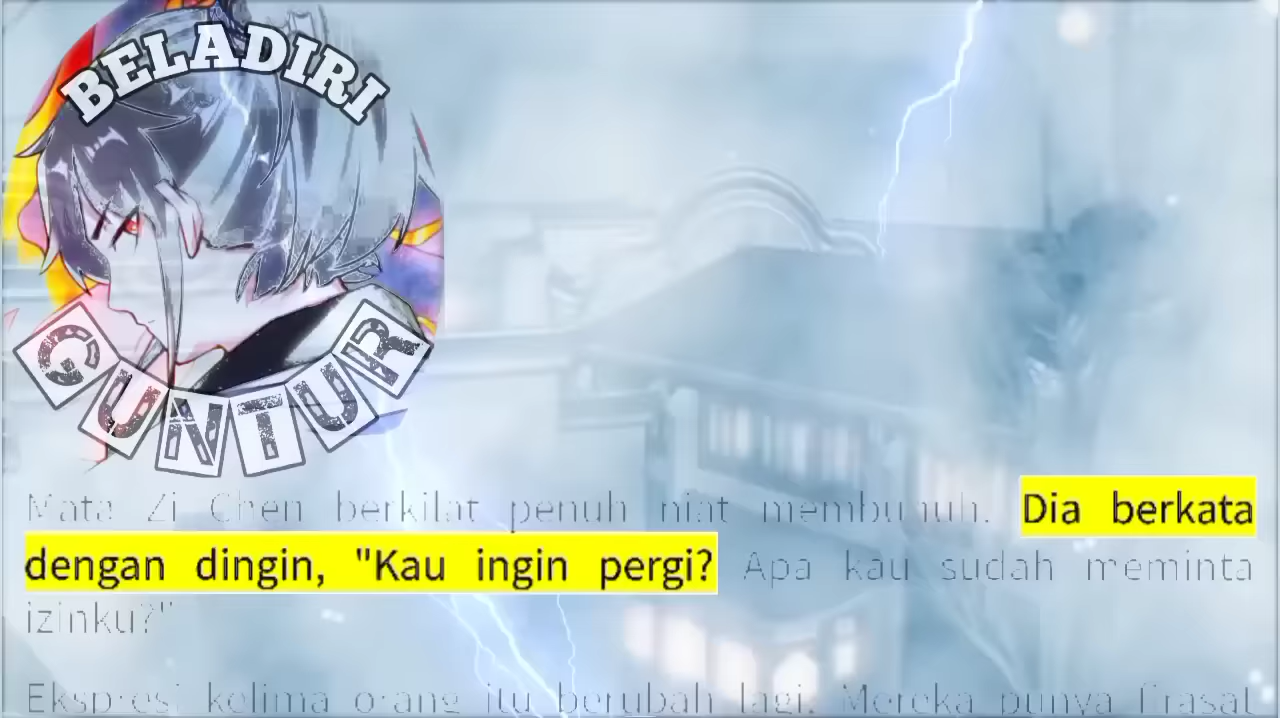 BELADIRI
GUNTUR
Mata Zi Chen berkilat penuh niat membunuh. Dia berkata
dengan dingin, "Kau ingin pergi? Apa kau sudah meminta
izinku?"
Ekspresi kelima orang itu berubah lagi. Mereka punya firasat